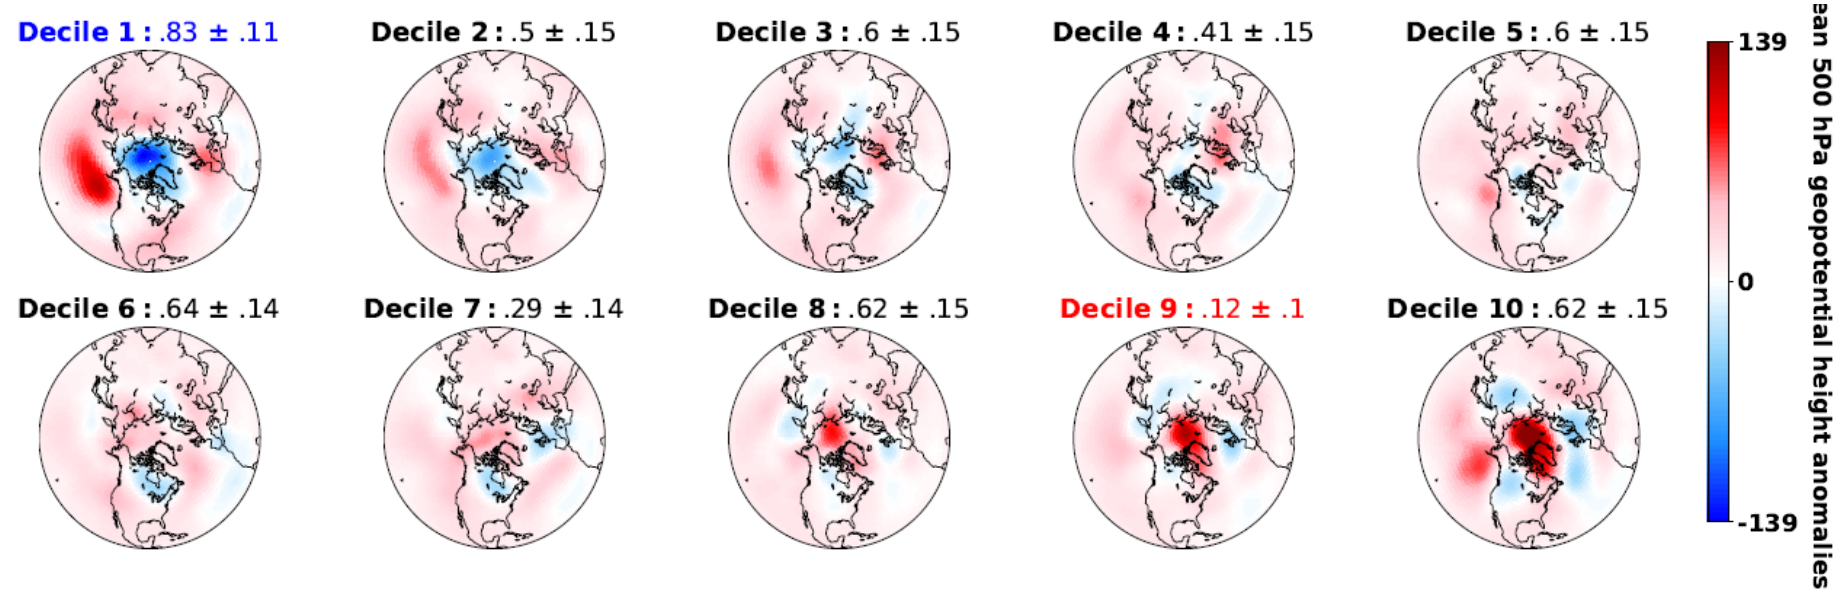 Decile 1 : .83 ± .11
Decile 2 : .5 ± .15
Decile 3 : .6 ± .15
Decile 4 : .41 ± .15
Decile 5 : .6 ± .15
Decile 6 : .64 ± .14
Decile 7 : .29 ± .14
Decile 8 : .62 ± .15
Decile 9 : .12 ± .1
Decile 10 : .62 ± .15
139
0
-139
ean 500 hPa geopotential height anomalies